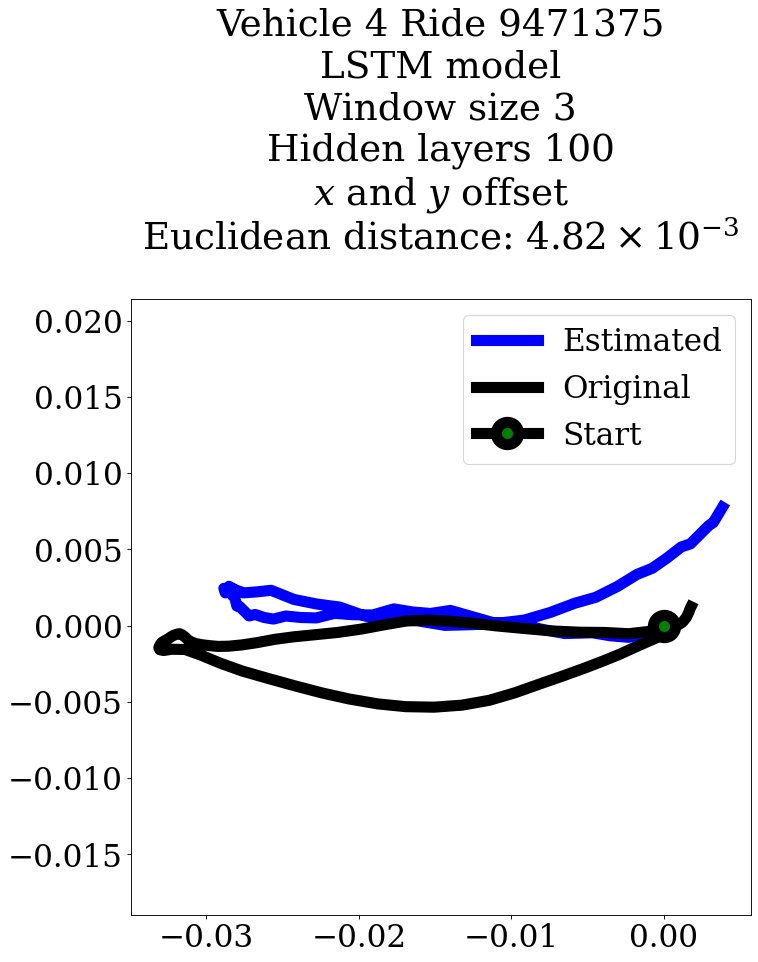 Vehicle 4 Ride 9471375
LSTM model
Window size 3
Hidden layers 100
x and y offset
Euclidean distance: 4.82 × 10⁻³
0.020
0.015
0.010
0.005
0.000
−0.005
−0.010
−0.015
Estimated
Original
Start
−0.03 −0.02 −0.01 0.00